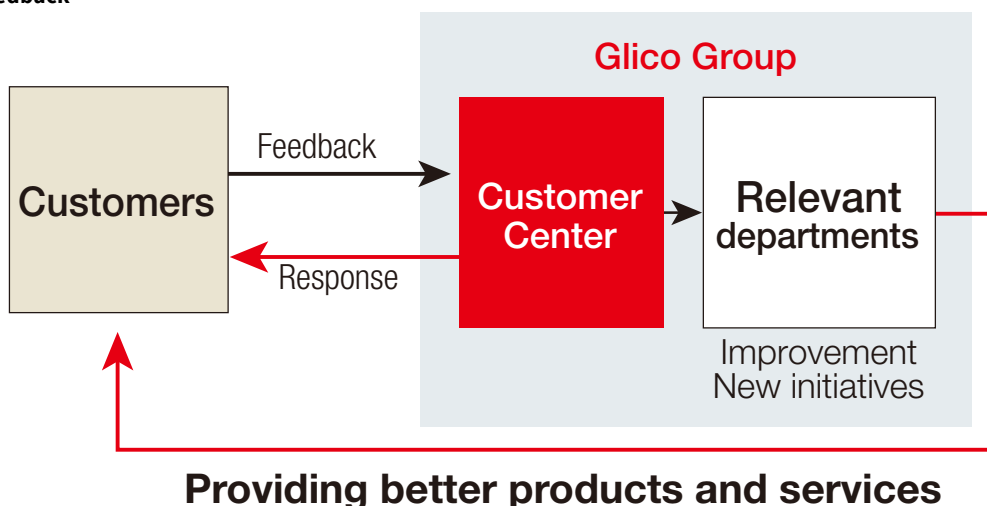 Glico Group
Customers
Feedback
Response
Customer
Center
Relevant
departments
Improvement
New initiatives
Providing better products and services